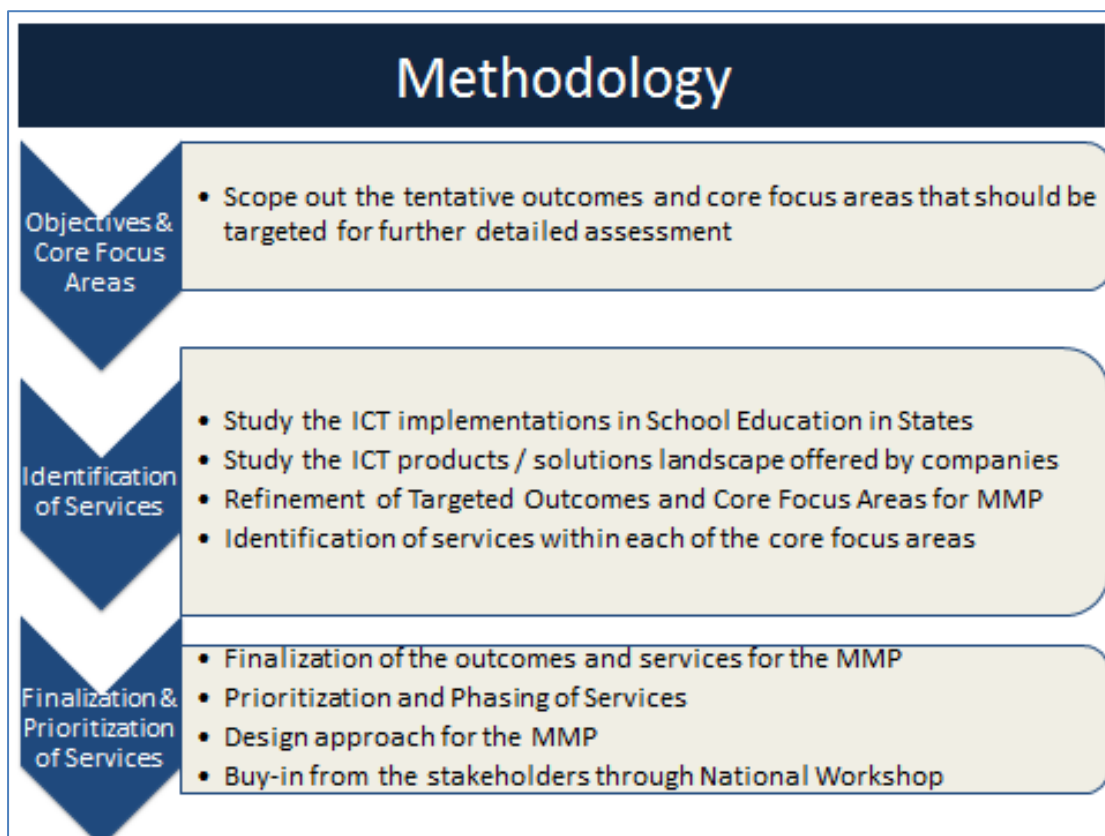 Methodology
Objectives &
Core Focus
Areas
• Scope out the tentative outcomes and core focus areas that should be
targeted for further detailed assessment
Identification
of Services
• Study the ICT implementations in School Education in States
• Study the ICT products / solutions landscape offered by companies
• Refinement of Targeted Outcomes and Core Focus Areas for MMP
• Identification of services within each of the core focus areas
Finalization &
Prioritization
of Services
• Finalization of the outcomes and services for the MMP
• Prioritization and Phasing of Services
• Design approach for the MMP
• Buy-in from the stakeholders through National Workshop